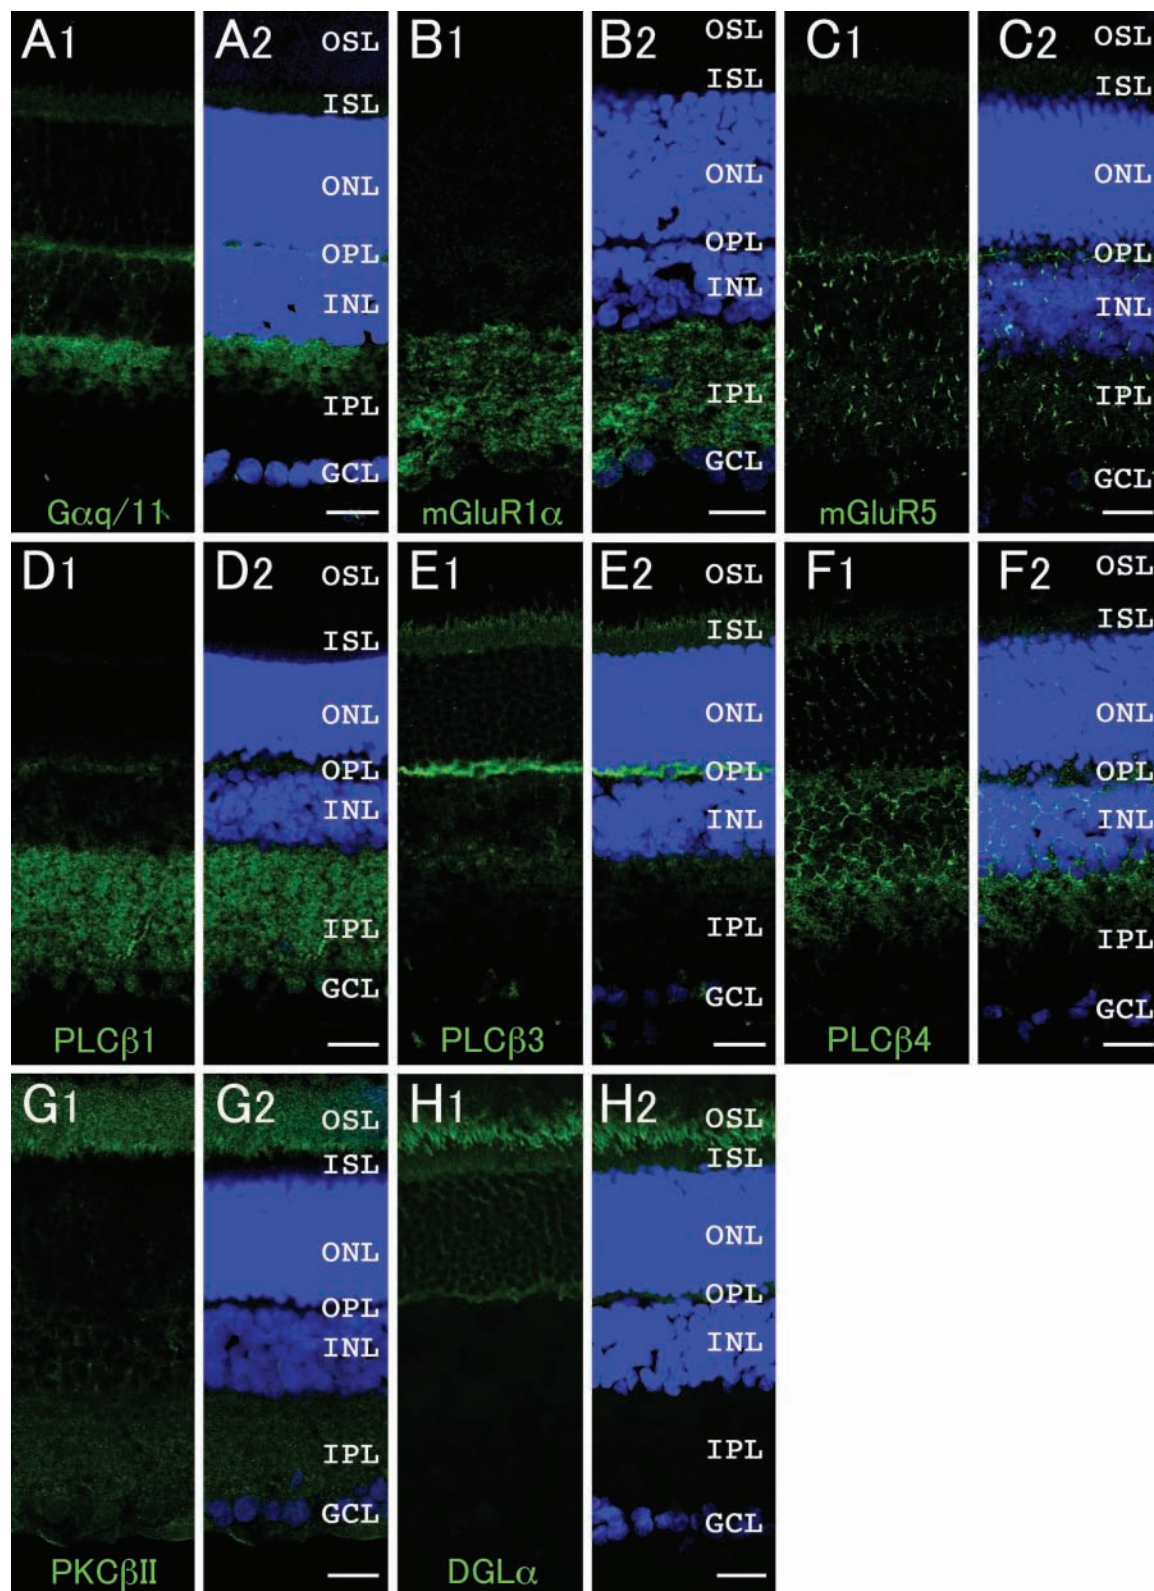 A1
A2
OSL
ISL
ONL
OPL
INL
IPL
GCL
Gαq/11
B1
B2
OSL
ISL
ONL
OPL
INL
IPL
GCL
mGluR1α
C1
C2
OSL
ISL
ONL
OPL
INL
IPL
GCL
mGluR5
D1
D2
OSL
ISL
ONL
OPL
INL
IPL
GCL
PLCβ1
E1
E2
OSL
ISL
ONL
OPL
INL
IPL
GCL
PLCβ3
F1
F2
OSL
ISL
ONL
OPL
INL
IPL
GCL
PLCβ4
G1
G2
OSL
ISL
ONL
OPL
INL
IPL
GCL
PKCβII
H1
H2
OSL
ISL
ONL
OPL
INL
IPL
GCL
DGLα